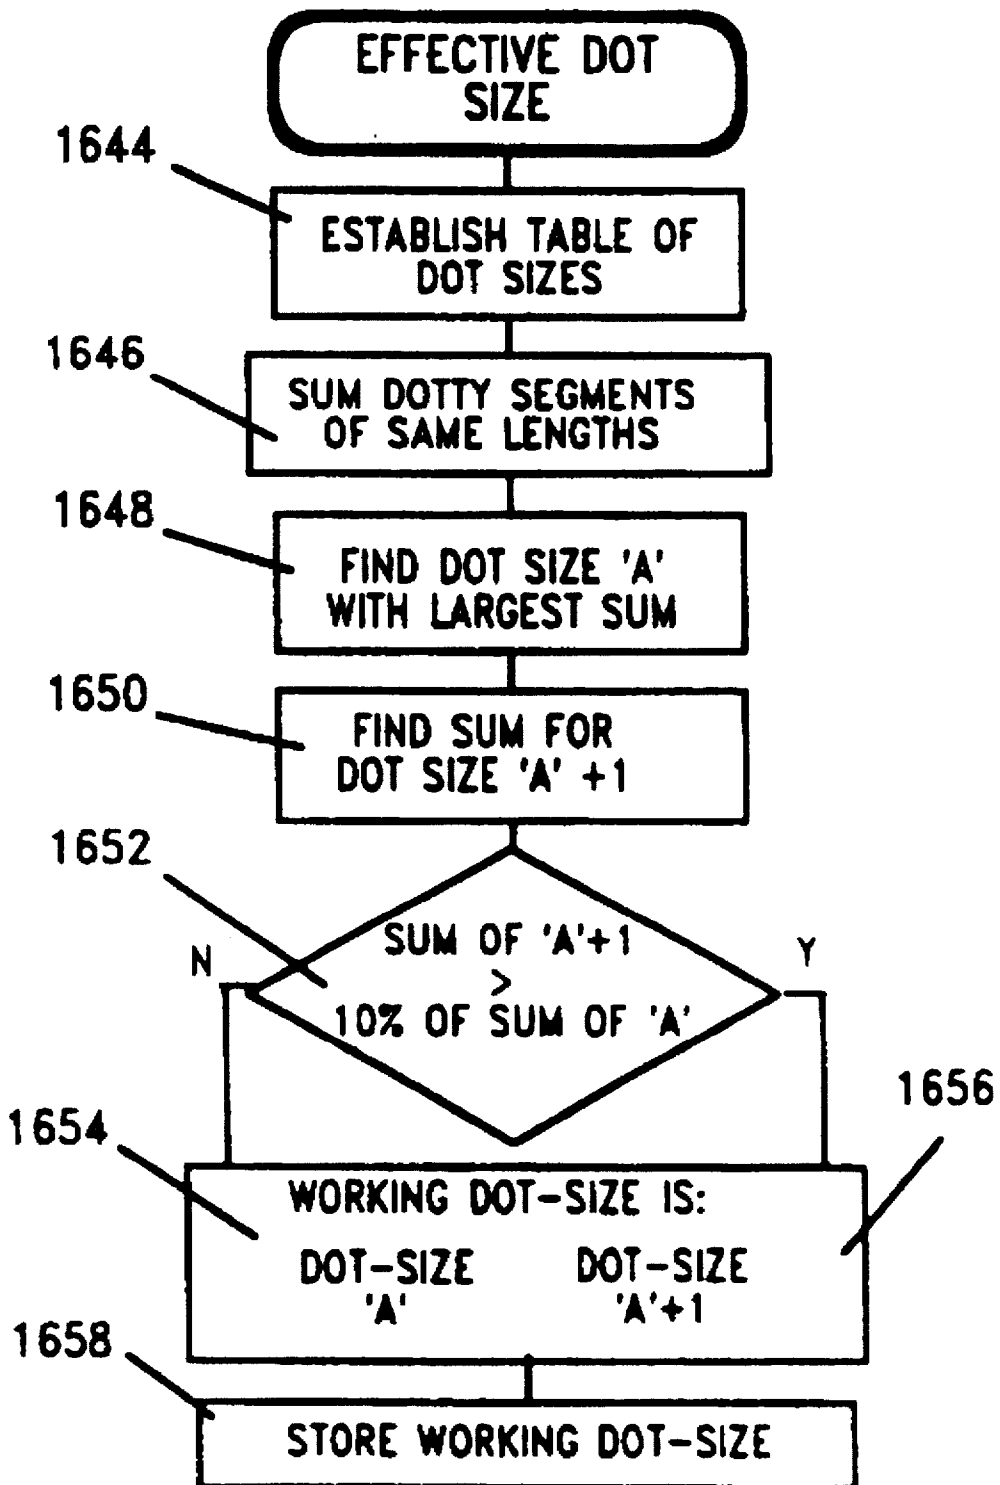 EFFECTIVE DOT
SIZE
1644
ESTABLISH TABLE OF
DOT SIZES
1646
SUM DOTTY SEGMENTS
OF SAME LENGTHS
1648
FIND DOT SIZE 'A'
WITH LARGEST SUM
1650
FIND SUM FOR
DOT SIZE 'A' +1
1652
SUM OF 'A'+1
>
10% OF SUM OF 'A'
N
Y
1654
1656
WORKING DOT-SIZE IS:
DOT-SIZE
'A'
DOT-SIZE
'A'+1
1658
STORE WORKING DOT-SIZE